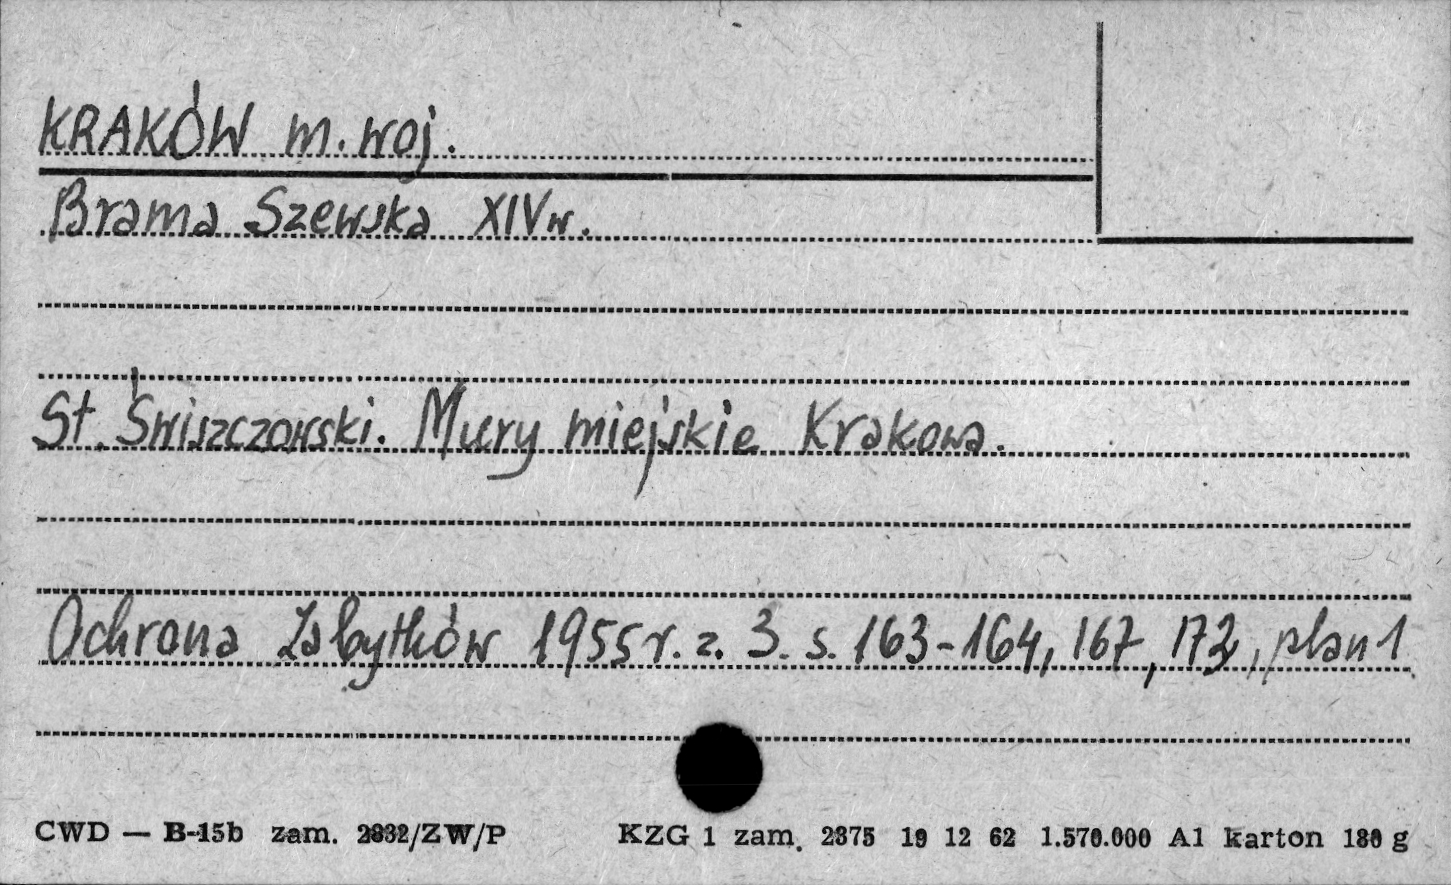 KRAKÓW m. woj.
Brama Szewska XIV w.
St. Świszczowski. Mury miejskie Krakowa.
Ochrona Zabytków 1955 r. z. 3. s. 163-164, 167, 173, plan 1
CWD — B-15b zam. 2832/ZW/P KZG 1 zam. 2375 19 12 62 1.570.000 A1 karton 180 g